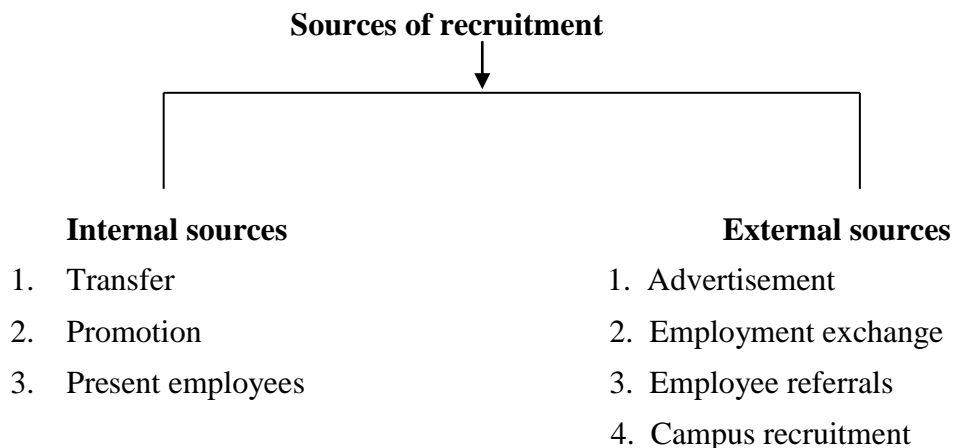 Sources of recruitment
Internal sources
1. Transfer
2. Promotion
3. Present employees
External sources
1. Advertisement
2. Employment exchange
3. Employee referrals
4. Campus recruitment